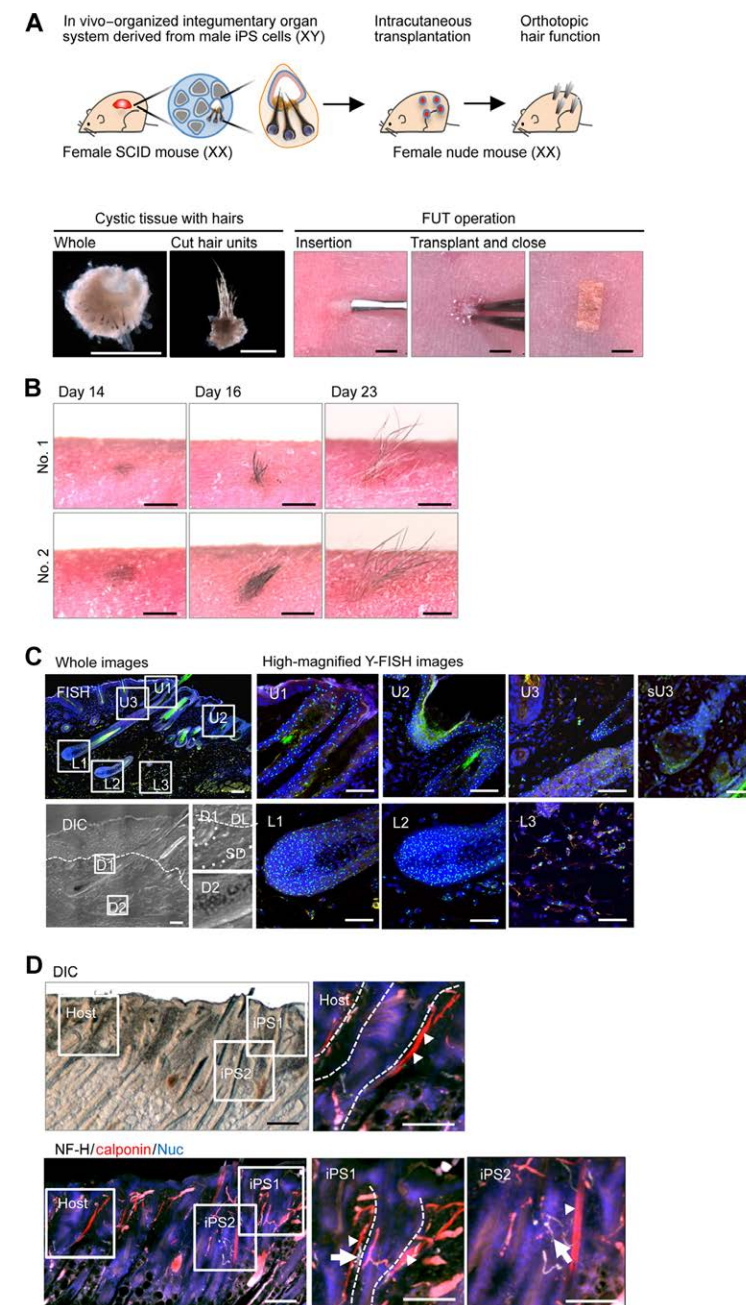 A
In vivo–organized integumentary organ
system derived from male iPS cells (XY)
Intracutaneous
transplantation
Orthotopic
hair function
Female SCID mouse (XX)
Female nude mouse (XX)
Cystic tissue with hairs
FUT operation
Whole
Cut hair units
Insertion
Transplant and close
B
Day 14
Day 16
Day 23
No. 1
No. 2
C
Whole images
High-magnified Y-FISH images
FISH
U3
U1
U2
L1
L2
L3
U1
U2
U3
sU3
DIC
D1
D2
D1
DL
SD
D2
L1
L2
L3
D
DIC
Host
iPS1
iPS2
Host
NF-H/calponin/Nuc
Host
iPS1
iPS2
iPS1
iPS2